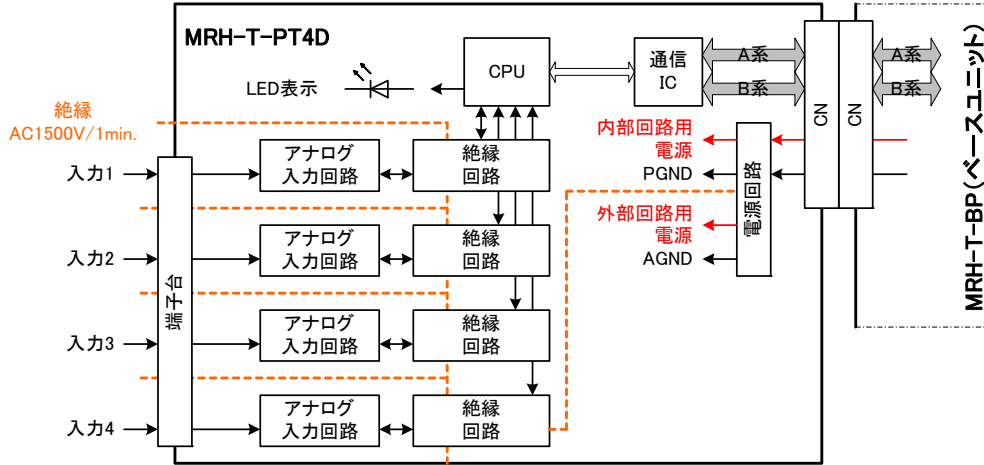 MRH-T-PT4D
LED表示
CPU
通信
IC
A系
B系
CN
CN
A系
B系
MRH-T-BP(ベースユニット)
絶縁
AC1500V/1min.
内部回路用
電源
PGND
外部回路用
電源
AGND
電源回路
端子台
入力1
アナログ
入力回路
絶縁
回路
入力2
アナログ
入力回路
絶縁
回路
入力3
アナログ
入力回路
絶縁
回路
入力4
アナログ
入力回路
絶縁
回路